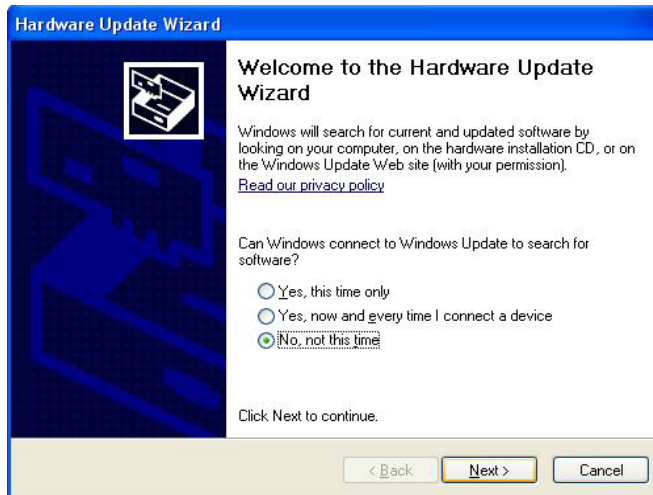 Hardware Update Wizard
Welcome to the Hardware Update
Wizard
Windows will search for current and updated software by
looking on your computer, on the hardware installation CD, or on
the Windows Update Web site (with your permission).
Read our privacy policy
Can Windows connect to Windows Update to search for
software?
Yes, this time only
Yes, now and every time I connect a device
No, not this time
Click Next to continue.
< Back Next > Cancel